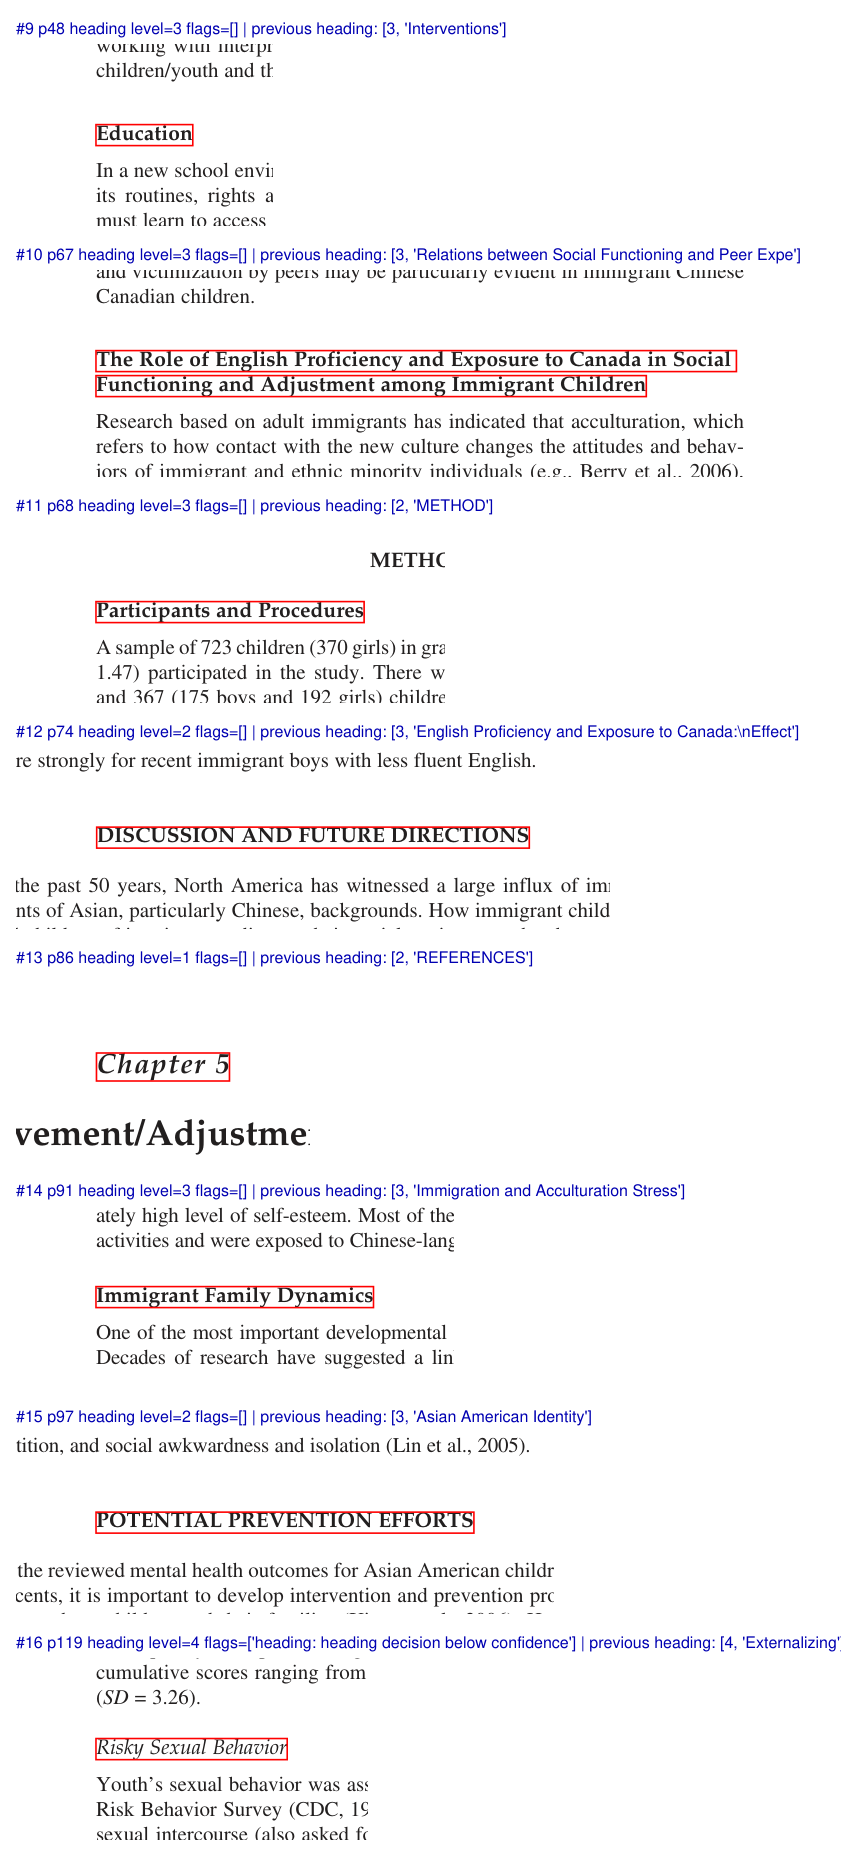 #9 p48 heading level=3 flags=[] | previous heading: [3, 'Interventions']
working with interpr
children/youth and th
Education
In a new school envi
its routines, rights a
must learn to access
#10 p67 heading level=3 flags=[] | previous heading: [3, 'Relations between Social Functioning and Peer Expe']
and victimization by peers may be particularly evident in immigrant Chinese
Canadian children.
The Role of English Proficiency and Exposure to Canada in Social
Functioning and Adjustment among Immigrant Children
Research based on adult immigrants has indicated that acculturation, which
refers to how contact with the new culture changes the attitudes and behav-
iors of immigrant and ethnic minority individuals (e.g., Berry et al., 2006).
#11 p68 heading level=3 flags=[] | previous heading: [2, 'METHOD']
METHO
Participants and Procedures
A sample of 723 children (370 girls) in gra
1.47) participated in the study. There w
and 367 (175 boys and 192 girls) childre
#12 p74 heading level=2 flags=[] | previous heading: [3, 'English Proficiency and Exposure to Canada:\nEffect']
re strongly for recent immigrant boys with less fluent English.
DISCUSSION AND FUTURE DIRECTIONS
the past 50 years, North America has witnessed a large influx of im
nts of Asian, particularly Chinese, backgrounds. How immigrant child
#13 p86 heading level=1 flags=[] | previous heading: [2, 'REFERENCES']
Chapter 5
vement/Adjustme
#14 p91 heading level=3 flags=[] | previous heading: [3, 'Immigration and Acculturation Stress']
ately high level of self-esteem. Most of the
activities and were exposed to Chinese-lang
Immigrant Family Dynamics
One of the most important developmental
Decades of research have suggested a lin
#15 p97 heading level=2 flags=[] | previous heading: [3, 'Asian American Identity']
tition, and social awkwardness and isolation (Lin et al., 2005).
POTENTIAL PREVENTION EFFORTS
the reviewed mental health outcomes for Asian American childr
cents, it is important to develop intervention and prevention pro
#16 p119 heading level=4 flags=['heading: heading decision below confidence'] | previous heading: [4, 'Externalizing']
cumulative scores ranging from
(SD = 3.26).
Risky Sexual Behavior
Youth's sexual behavior was ass
Risk Behavior Survey (CDC, 19
sexual intercourse (also asked fo